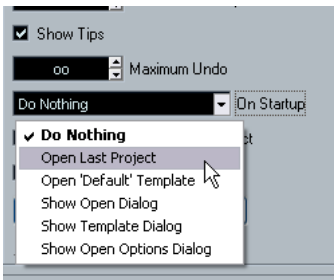 Show Tips
oo Maximum Undo
Do Nothing On Startup
Do Nothing
Open Last Project
Open 'Default' Template
Show Open Dialog
Show Template Dialog
Show Open Options Dialog